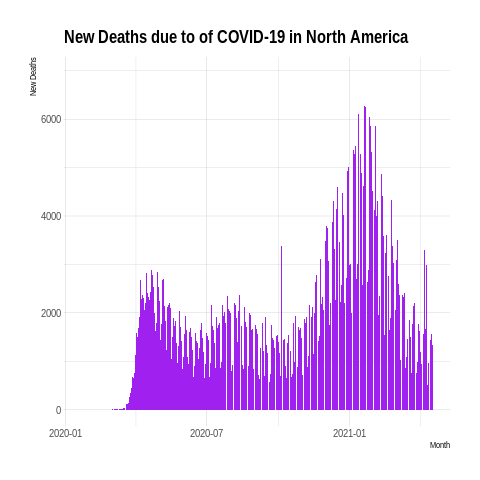 New Deaths due to of COVID-19 in North America
New Deaths
6000
4000
2000
0
2020-01
2020-07
2021-01
Month